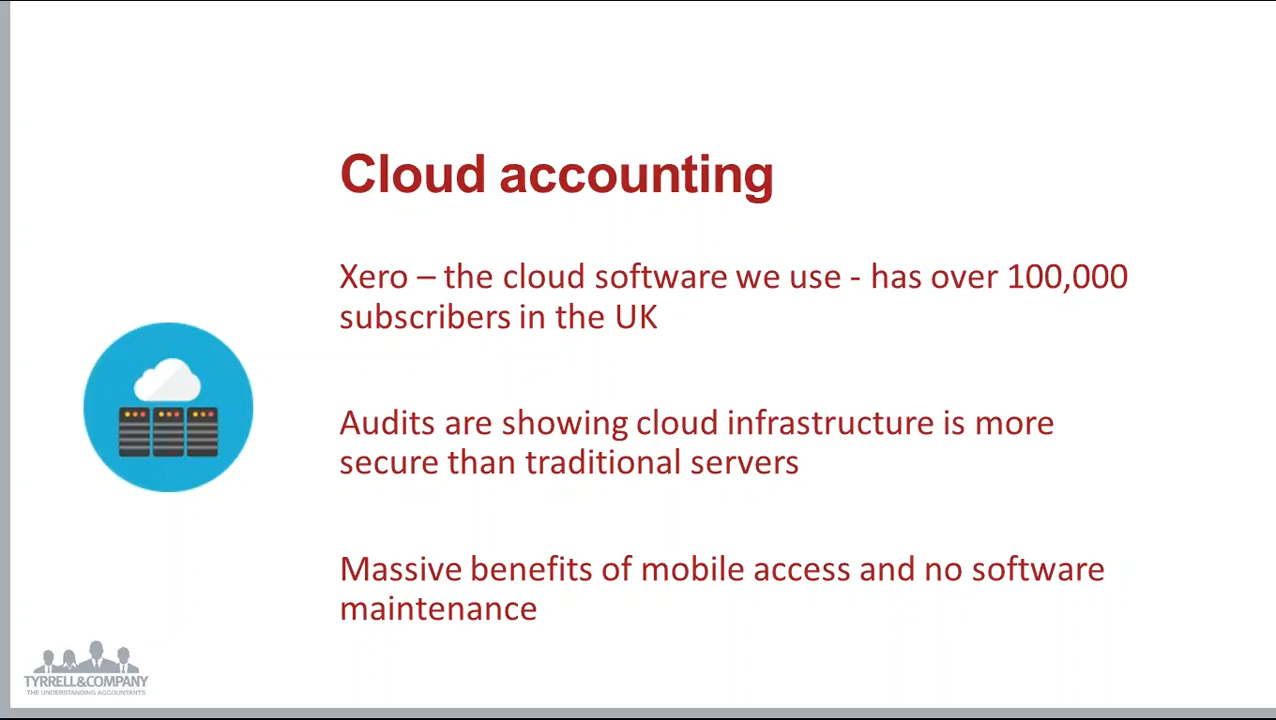 Cloud accounting
Xero – the cloud software we use - has over 100,000
subscribers in the UK
Audits are showing cloud infrastructure is more
secure than traditional servers
Massive benefits of mobile access and no software
maintenance
TYRRELL&COMPANY
THE UNDERSTANDING ACCOUNTANTS